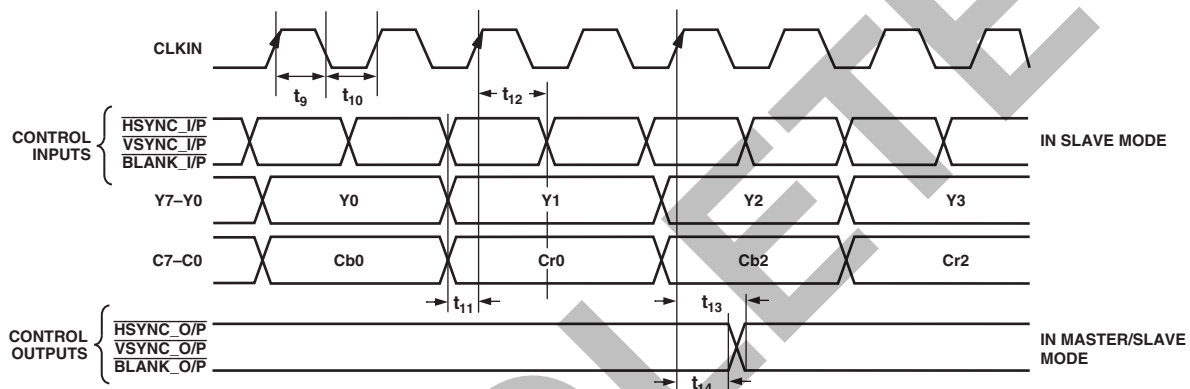 CLKIN
t9
t10
t12
CONTROL
INPUTS
HSYNC_I/P
VSYNC_I/P
BLANK_I/P
IN SLAVE MODE
Y7–Y0
Y0
Y1
Y2
Y3
C7–C0
Cb0
Cr0
Cb2
Cr2
t11
t13
CONTROL
OUTPUTS
HSYNC_O/P
VSYNC_O/P
BLANK_O/P
IN MASTER/SLAVE
MODE
t14